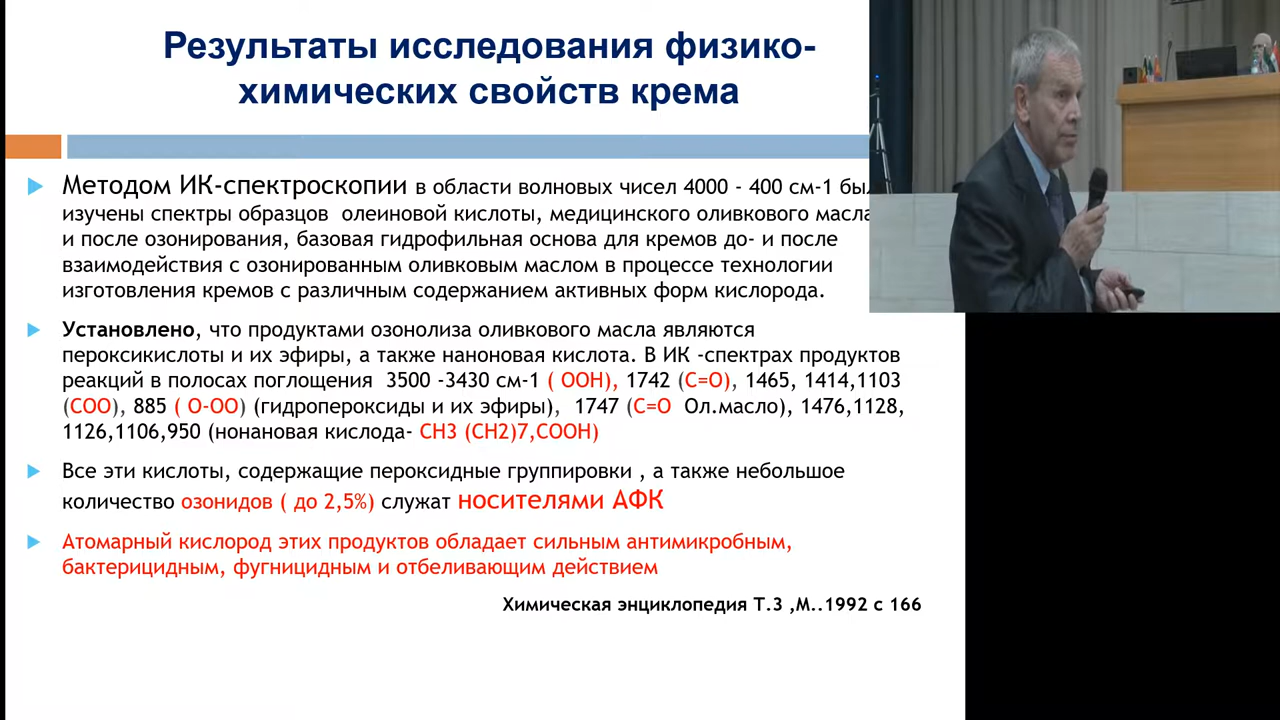 Результаты исследования физико-
химических свойств крема
Методом ИК-спектроскопии в области волновых чисел 4000 - 400 см-1
изучены спектры образцов олеиновой кислоты, медицинского оливкового масла
и после озонирования, базовая гидрофильная основа для кремов до- и после
взаимодействия с озонированным оливковым маслом в процессе технологии
изготовления кремов с различным содержанием активных форм кислорода.
Установлено, что продуктами озонолиза оливкового масла являются
пероксикислоты и их эфиры, а также наноновая кислота. В ИК -спектрах продуктов
реакций в полосах поглощения 3500 -3430 см-1 ( ООН), 1742 (С=О), 1465, 1414,1103
(СОО), 885 ( О-ОО) (гидропероксиды и их эфиры), 1747 (С=О Ол.масло), 1476,1128,
1126,1106,950 (нонановая кислода- СН3 (СН2)7,СООН)
Все эти кислоты, содержащие пероксидные группировки , а также небольшое
количество озонидов ( до 2,5%) служат носителями АФК
Атомарный кислород этих продуктов обладает сильным антимикробным,
бактерицидным, фугницидным и отбеливающим действием
Химическая энциклопедия Т.3 ,М..1992 с 166